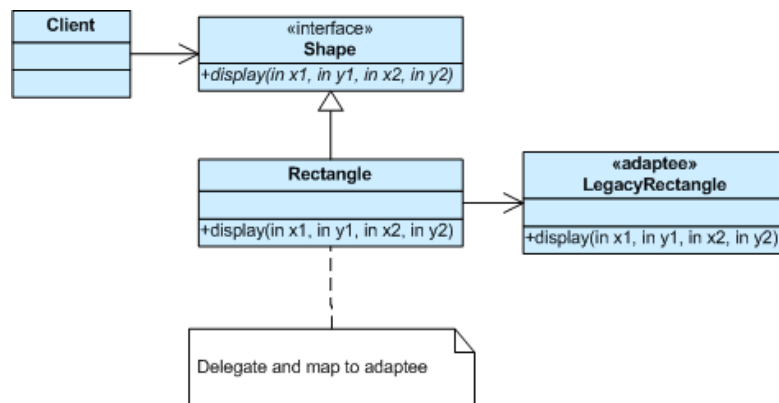 Client
«interface»
Shape
+display(in x1, in y1, in x2, in y2)
Rectangle
+display(in x1, in y1, in x2, in y2)
«adaptee»
LegacyRectangle
+display(in x1, in y1, in x2, in y2)
Delegate and map to adaptee